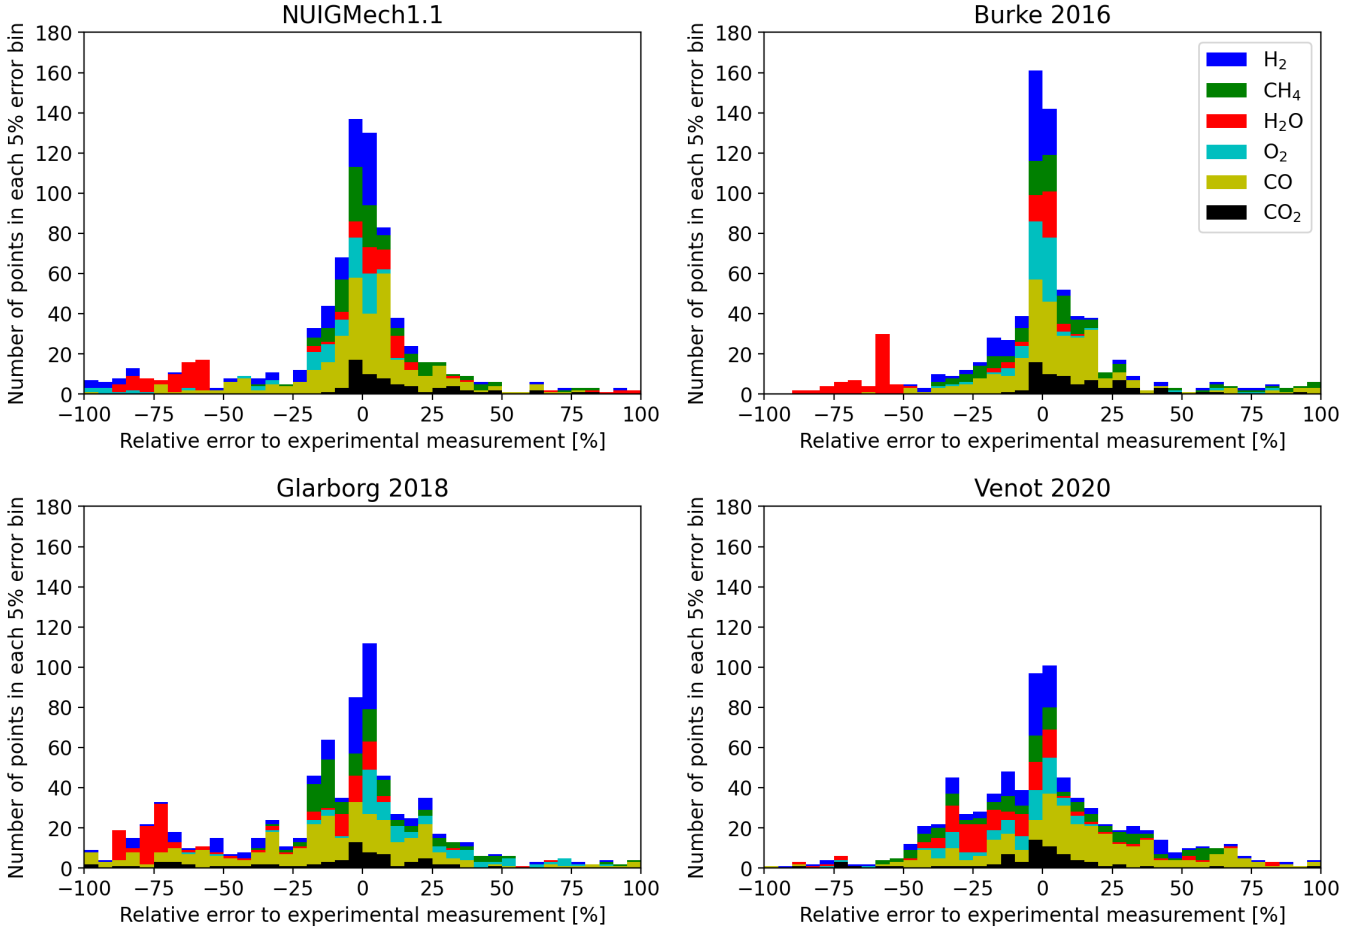 NUIGMech1.1
Number of points in each 5% error bin
180
160
140
120
100
80
60
40
20
0
−100 −75 −50 −25 0 25 50 75 100
Relative error to experimental measurement [%]
Burke 2016
Number of points in each 5% error bin
180
160
140
120
100
80
60
40
20
0
H₂
CH₄
H₂O
O₂
CO
CO₂
−100 −75 −50 −25 0 25 50 75 100
Relative error to experimental measurement [%]
Glarborg 2018
Number of points in each 5% error bin
180
160
140
120
100
80
60
40
20
0
−100 −75 −50 −25 0 25 50 75 100
Relative error to experimental measurement [%]
Venot 2020
Number of points in each 5% error bin
180
160
140
120
100
80
60
40
20
0
−100 −75 −50 −25 0 25 50 75 100
Relative error to experimental measurement [%]